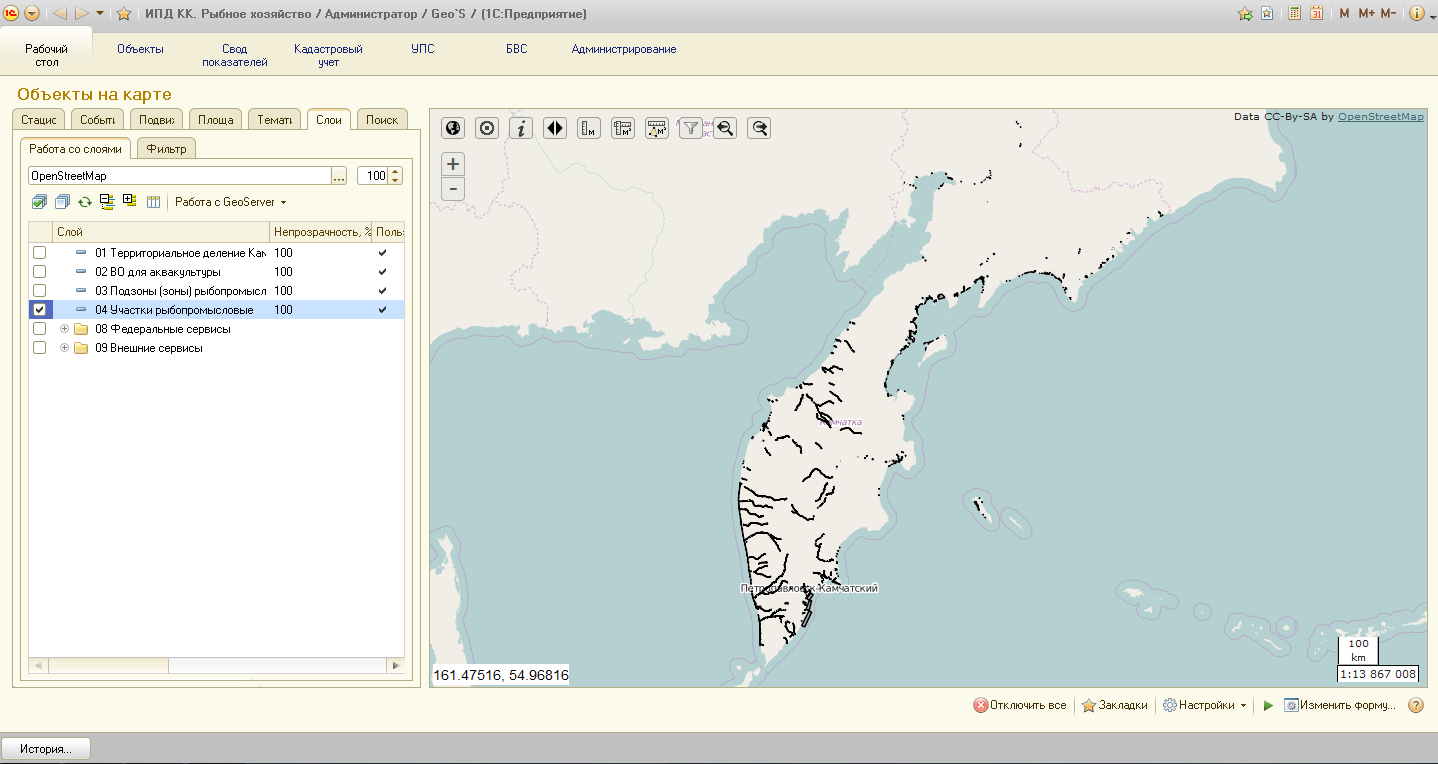 ИПД КК. Рыбное хозяйство / Администратор / Geo`S / (1С:Предприятие)
M M+ M-
Рабочий стол
Объекты
Свод показателей
Кадастровый учет
УПС
БВС
Администрирование
Объекты на карте
Стацис
Событи
Подвиж
Площа
Темати
Слои
Поиск
Работа со слоями
Фильтр
OpenStreetMap
...
100
Работа с GeoServer
Слой
Непрозрачность, %
Польз
01 Территориальное деление Кам
100
02 ВО для аквакультуры
100
03 Подзоны (зоны) рыбопромысл
100
04 Участки рыбопромысловые
100
08 Федеральные сервисы
09 Внешние сервисы
Data CC-By-SA by OpenStreetMap
+
-
Камчатка
Петропавловск-Камчатский
161.47516, 54.96816
100
km
1:13 867 008
Отключить все
Закладки
Настройки
Изменить форму...
История...